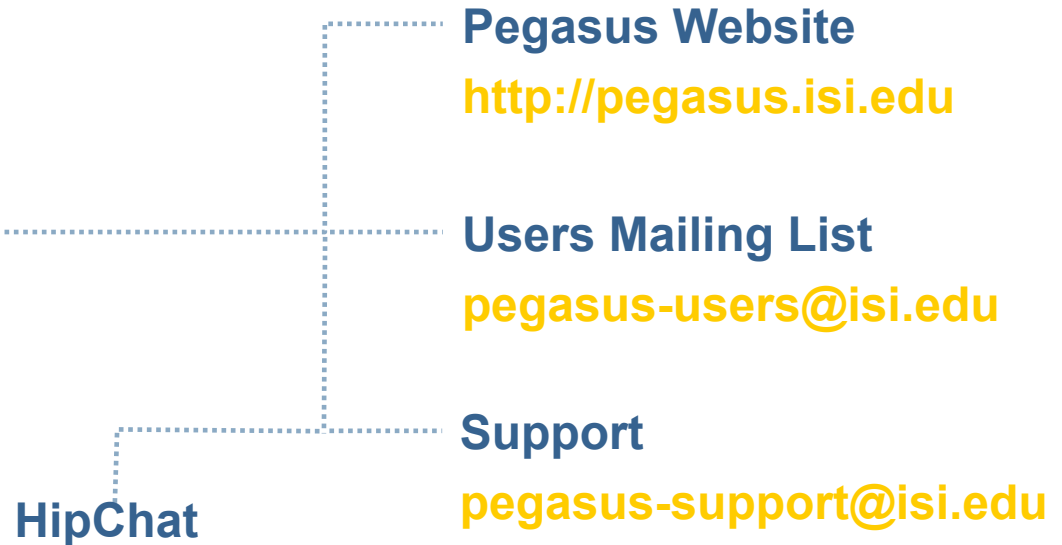 Pegasus Website
http://pegasus.isi.edu
Users Mailing List
pegasus-users@isi.edu
Support
pegasus-support@isi.edu
HipChat